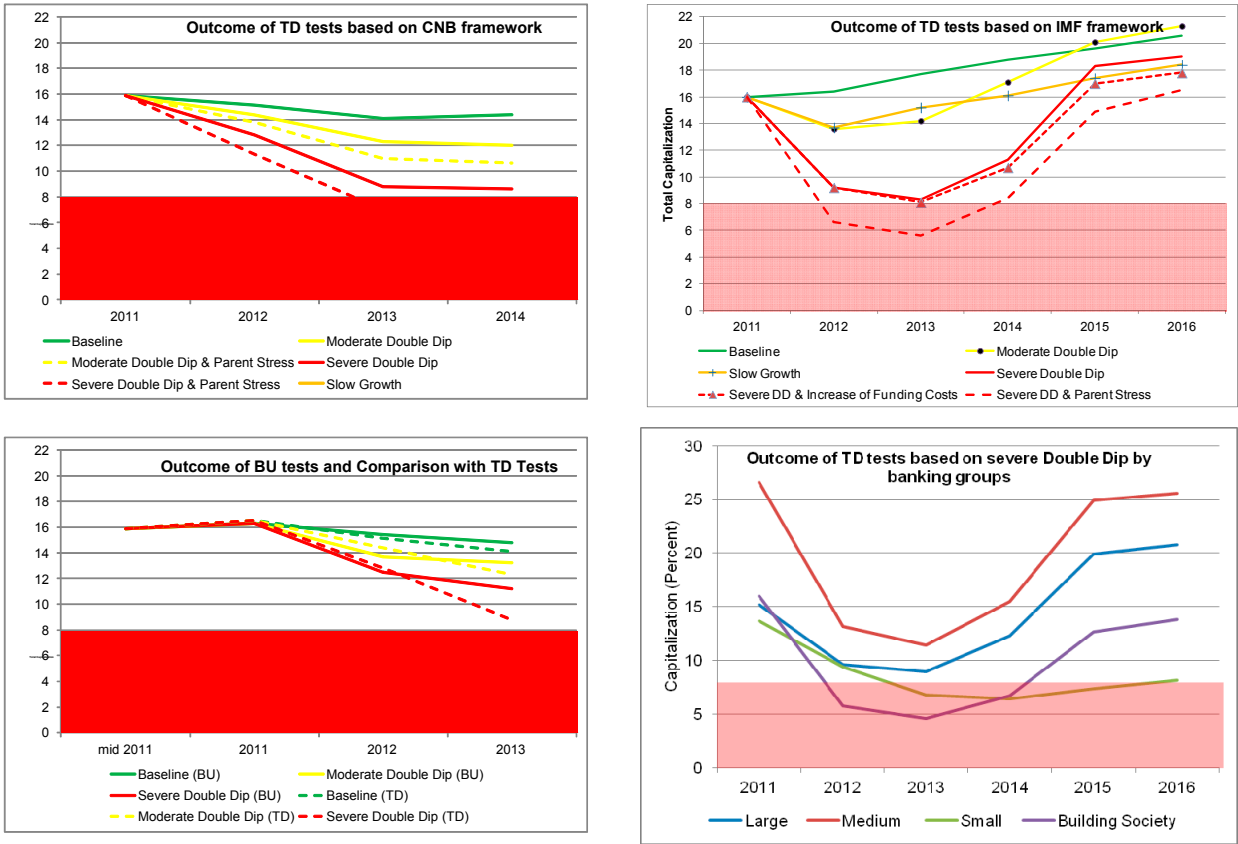 Outcome of TD tests based on CNB framework
22
20
18
16
14
12
10
8
6
4
2
0
2011 2012 2013 2014
Baseline Moderate Double Dip
Moderate Double Dip & Parent Stress Severe Double Dip
Severe Double Dip & Parent Stress Slow Growth
Outcome of TD tests based on IMF framework
Total Capitalization
22
20
18
16
14
12
10
8
6
4
2
0
2011 2012 2013 2014 2015 2016
Baseline Moderate Double Dip
Slow Growth Severe Double Dip
Severe DD & Increase of Funding Costs Severe DD & Parent Stress
Outcome of BU tests and Comparison with TD Tests
22
20
18
16
14
12
10
8
6
4
2
0
mid 2011 2011 2012 2013
Baseline (BU) Moderate Double Dip (BU)
Severe Double Dip (BU) Baseline (TD)
Moderate Double Dip (TD) Severe Double Dip (TD)
Outcome of TD tests based on severe Double Dip by
banking groups
Capitalization (Percent)
30
25
20
15
10
5
0
2011 2012 2013 2014 2015 2016
Large Medium Small Building Society